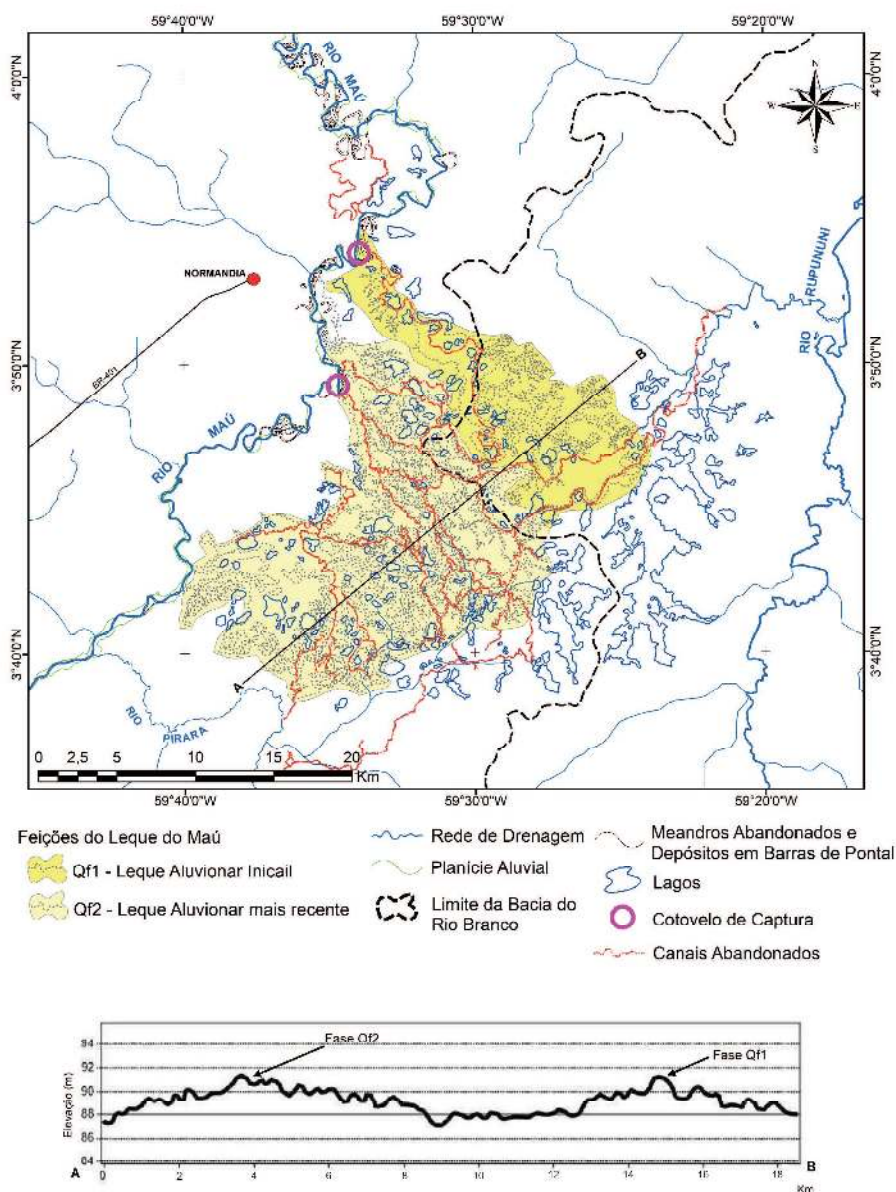 59°40'0"W 59°30'0"W 59°20'0"W
4°0'0"N
4°0'0"N
RIO MAÚ
N
W E
S
NORMANDIA
BR-401
RIO RUPUNUNI
3°50'0"N
3°50'0"N
B
RIO MAÚ
3°40'0"N
3°40'0"N
A
RIO PIRARA
0 2,5 5 10 15 20
Km
59°40'0"W 59°30'0"W 59°20'0"W
Feições do Leque do Maú
Qf1 - Leque Aluvionar Inicail
Qf2 - Leque Aluvionar mais recente
Rede de Drenagem
Planície Aluvial
Limite da Bacia do
Rio Branco
Meandros Abandonados e
Depósitos em Barras de Pontal
Lagos
Cotovelo de Captura
Canais Abandonados
Fase Qf2
Fase Qf1
Elevação (m)
94
92
90
88
86
84
A 0 2 4 6 8 10 12 14 16 18 B
Km